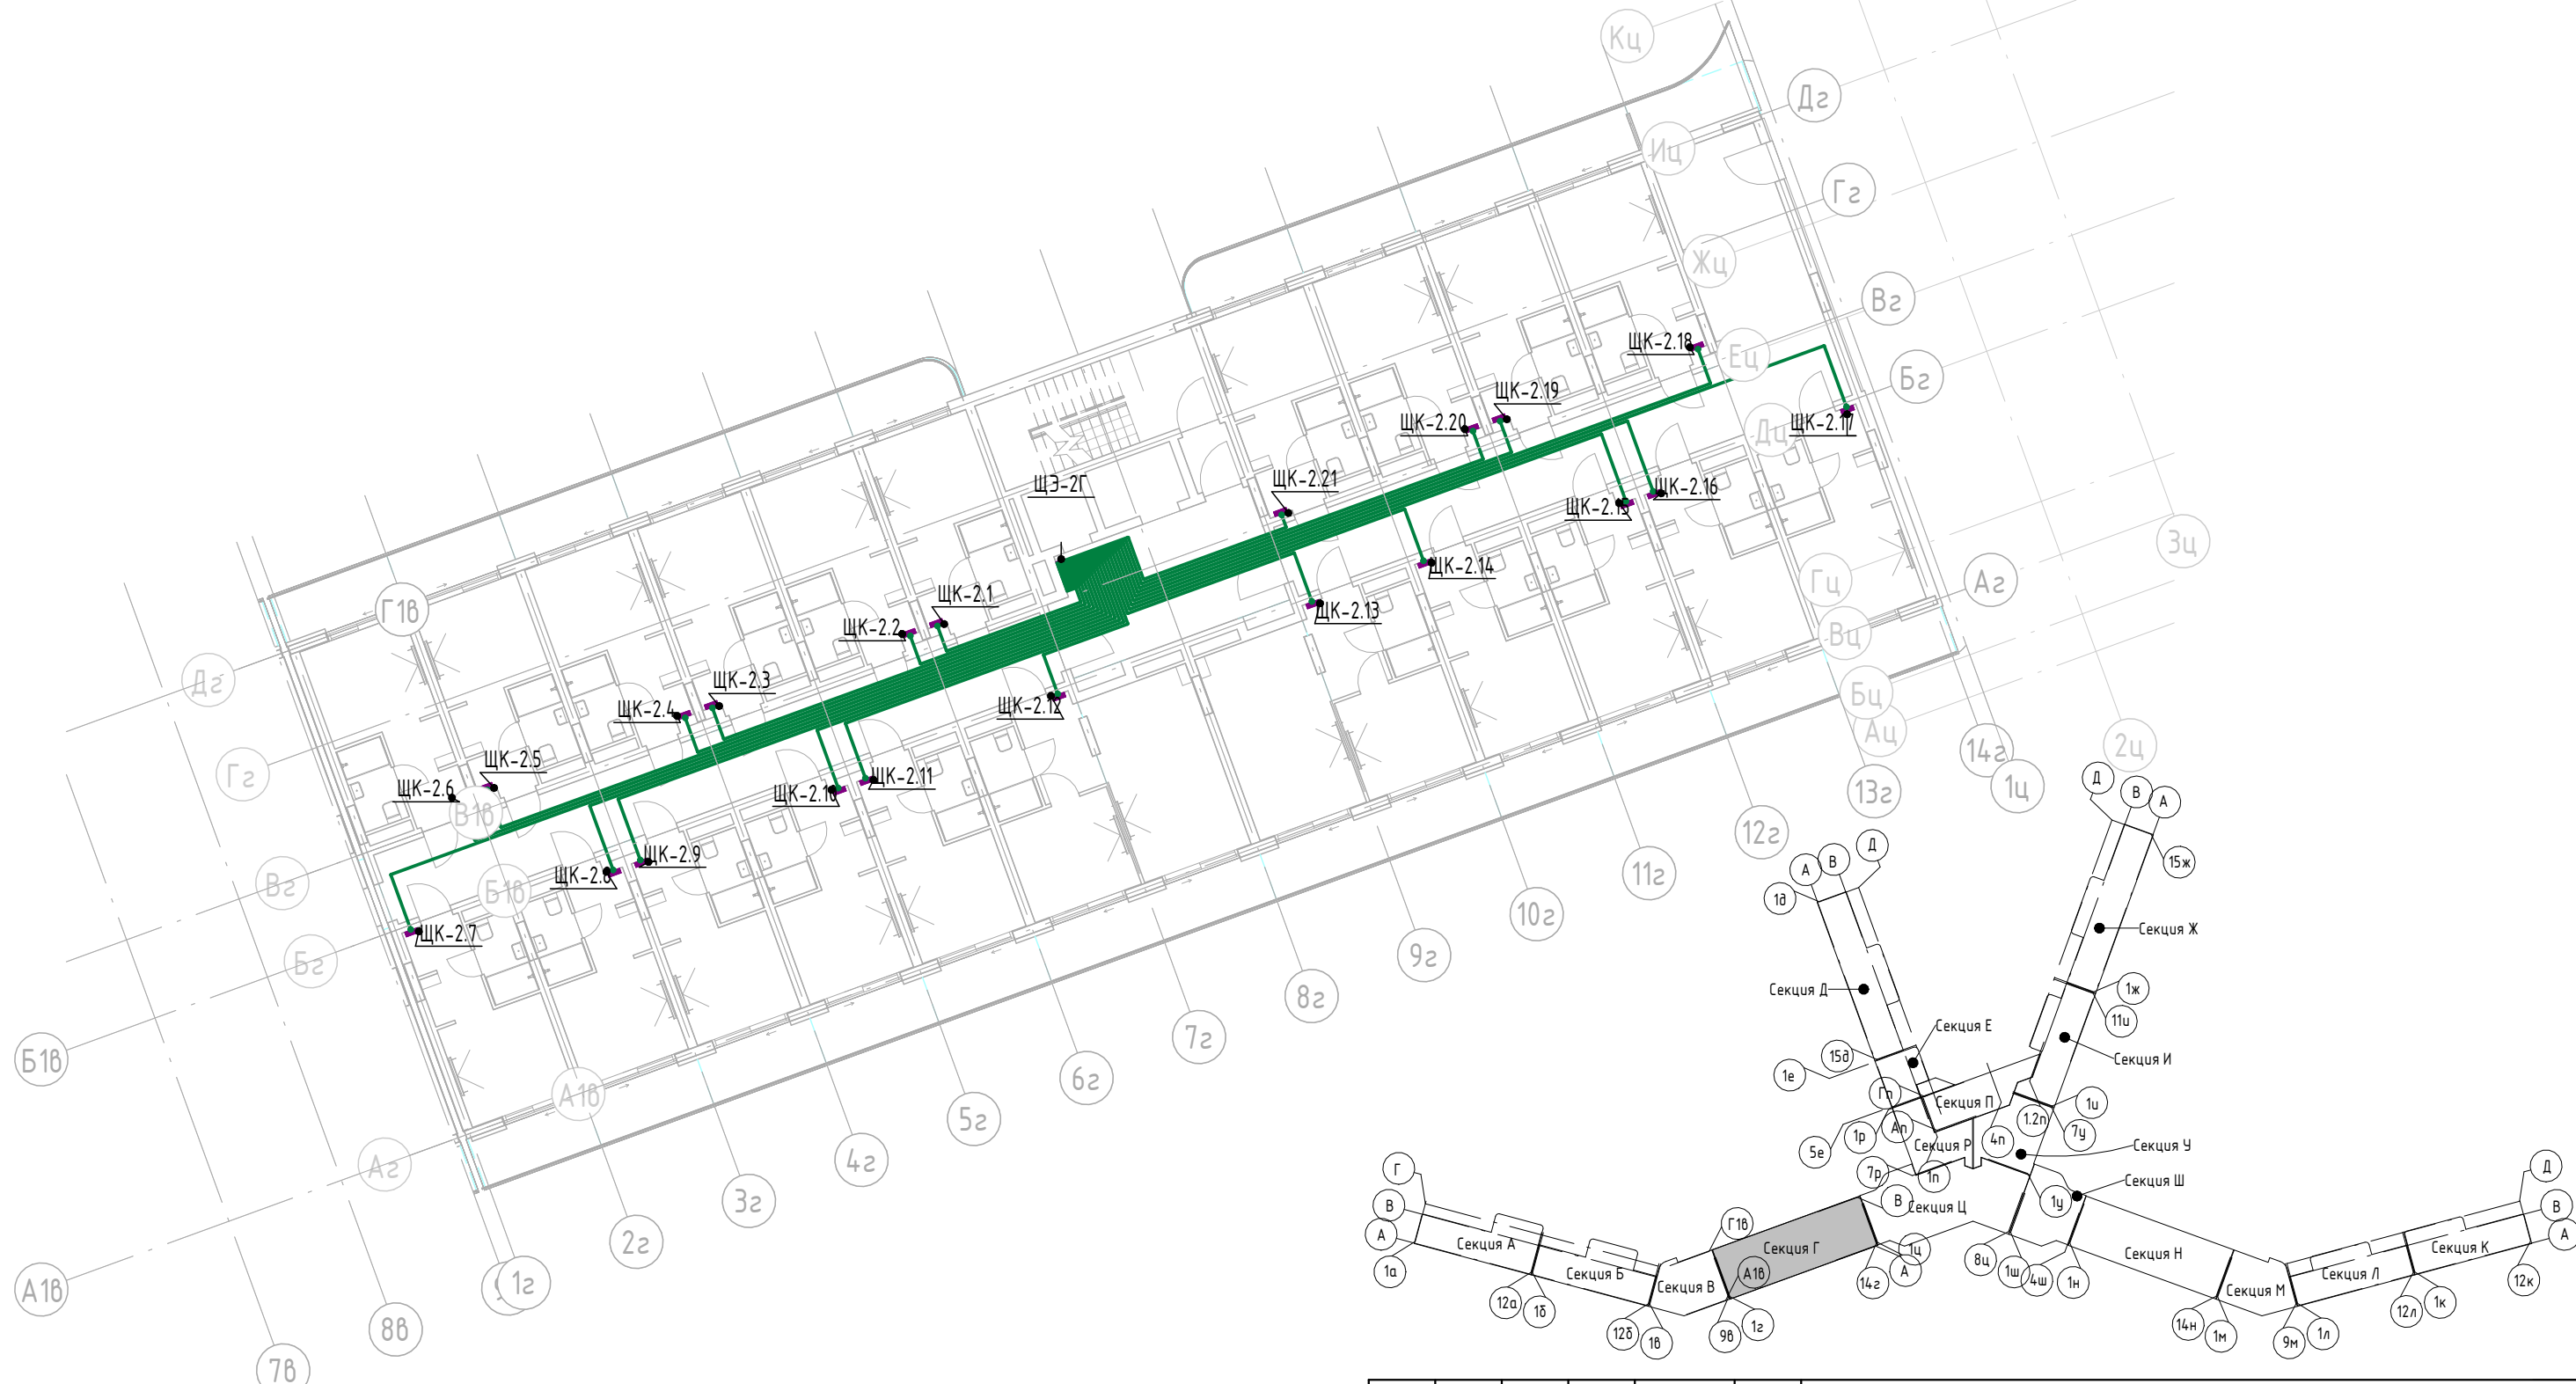 Кц
Дг
Иц
Гг
Жц
Вг
ЩК-2.18
Ец
Бг
ЩК-2.19
ЩК-2.20
ЩК-2.17
Дц
ЩК-2.21
ЩЭ-2Г
ЩК-2.16
ЩК-2.15
3ц
ЩК-2.14
Гц
Аг
ЩК-2.1
Г1в
ЩК-2.13
ЩК-2.2
Вц
Дг
ЩК-2.3
Бц
ЩК-2.4
ЩК-2.12
Ац
14г
2ц
Гг
ЩК-2.5
ЩК-2.6
ЩК-2.11
ЩК-2.10
13г
1ц
В1в
12г
ЩК-2.9
ЩК-2.8
11г
Вг
Б1в
10г
ЩК-2.7
9г
Бг
8г
7г
Б1в
6г
А1в
5г
4г
Аг
3г
2г
А1в
1г
8в
7в
Д
В
А
15ж
Д
В
А
1д
Секция Ж
Секция Д
1ж
11и
Секция Е
Секция И
15д
1е
Гп
Секция П
1и
1.2п
7у
Ап
4п
1р
5е
Секция Р
Секция У
7р
1п
Секция Ш
1у
Г
В
А
Секция А
1а
12а
1б
Секция Б
12б
1в
Секция В
Г1в
Секция Г
А1в
9в
1г
В
Секция Ц
1ц
А
14г
8ц
1ш
4ш
1н
Секция Н
14н
1м
Секция М
9м
1л
Секция Л
12л
1к
Секция К
Д
В
А
12к